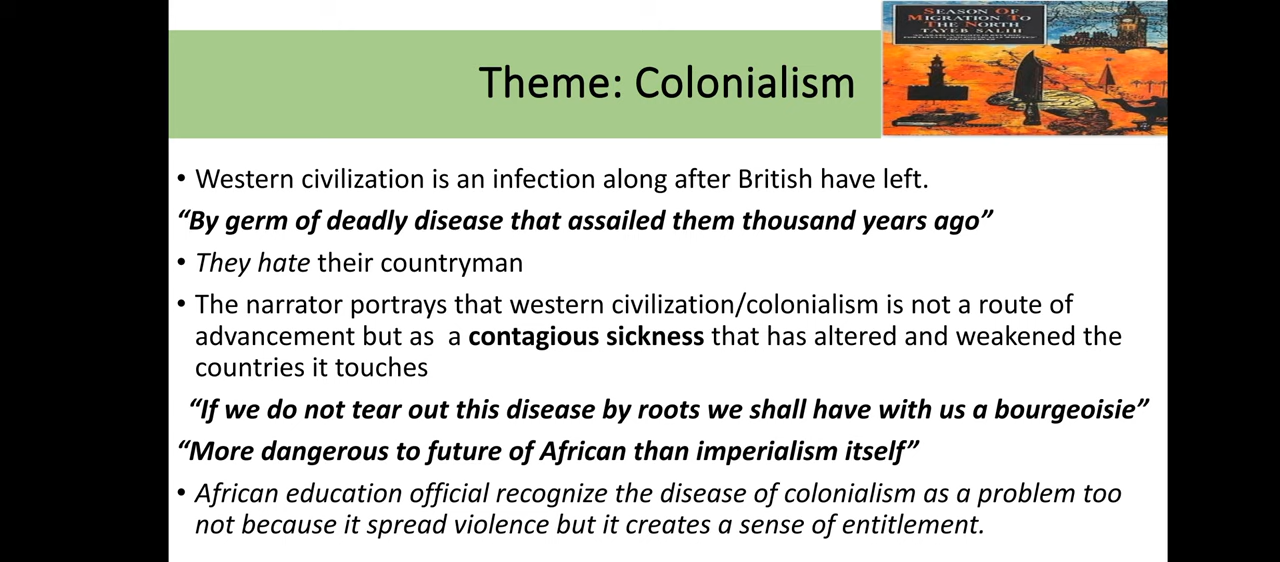 SEASON OF
MIGRATION TO
THE NORTH
TAYEB SALIH
Theme: Colonialism
• Western civilization is an infection along after British have left.
“By germ of deadly disease that assailed them thousand years ago”
• They hate their countryman
• The narrator portrays that western civilization/colonialism is not a route of
advancement but as a contagious sickness that has altered and weakened the
countries it touches
“If we do not tear out this disease by roots we shall have with us a bourgeoisie”
“More dangerous to future of African than imperialism itself”
• African education official recognize the disease of colonialism as a problem too
not because it spread violence but it creates a sense of entitlement.